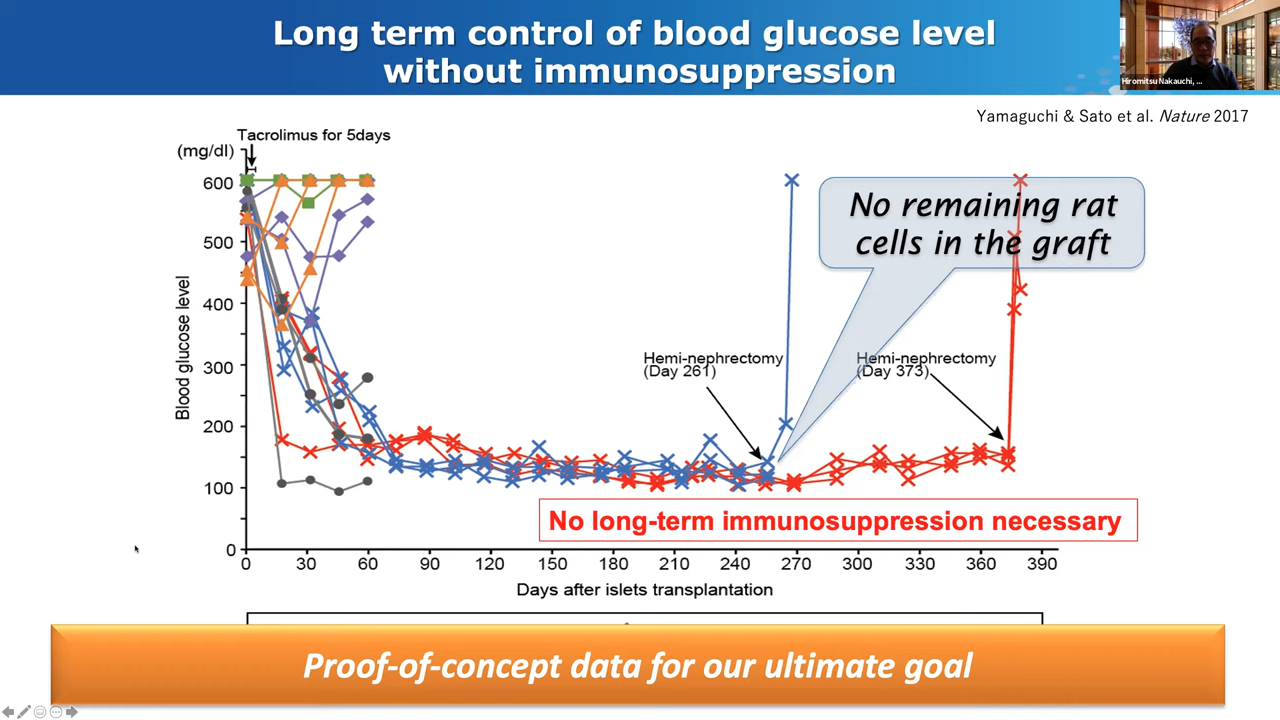 Long term control of blood glucose level
without immunosuppression
Hiromitsu Nakauchi, ...
Yamaguchi & Sato et al. Nature 2017
Tacrolimus for 5days
(mg/dl)
600
500
400
300
200
100
0
Blood glucose level
No remaining rat
cells in the graft
Hemi-nephrectomy
(Day 261)
Hemi-nephrectomy
(Day 373)
No long-term immunosuppression necessary
0 30 60 90 120 150 180 210 240 270 300 330 360 390
Days after islets transplantation
Proof-of-concept data for our ultimate goal